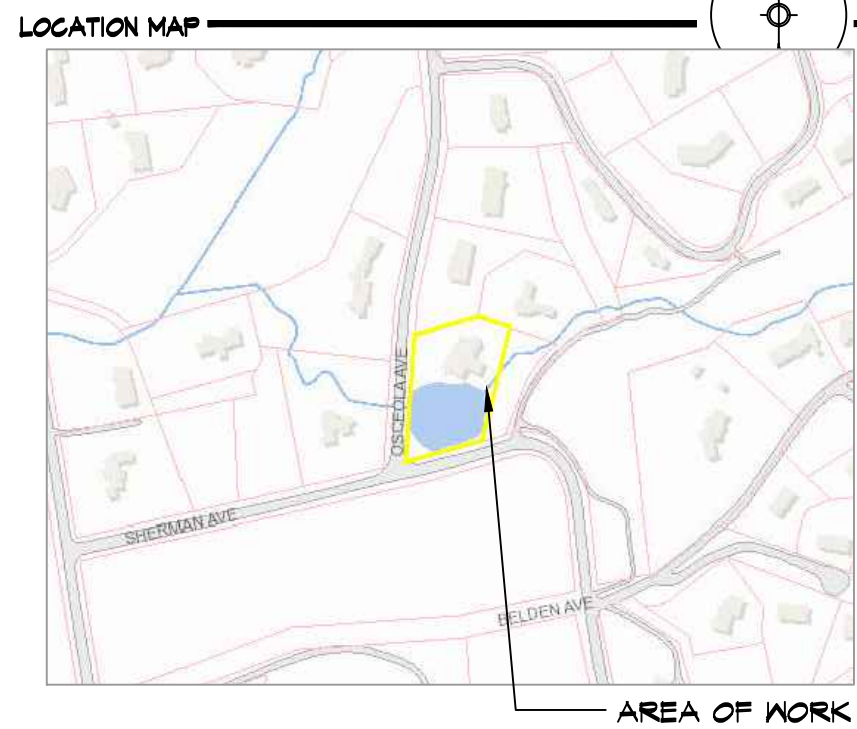 LOCATION MAP
OSCEOLA AVE
SHERMAN AVE
BELDEN AVE
AREA OF WORK